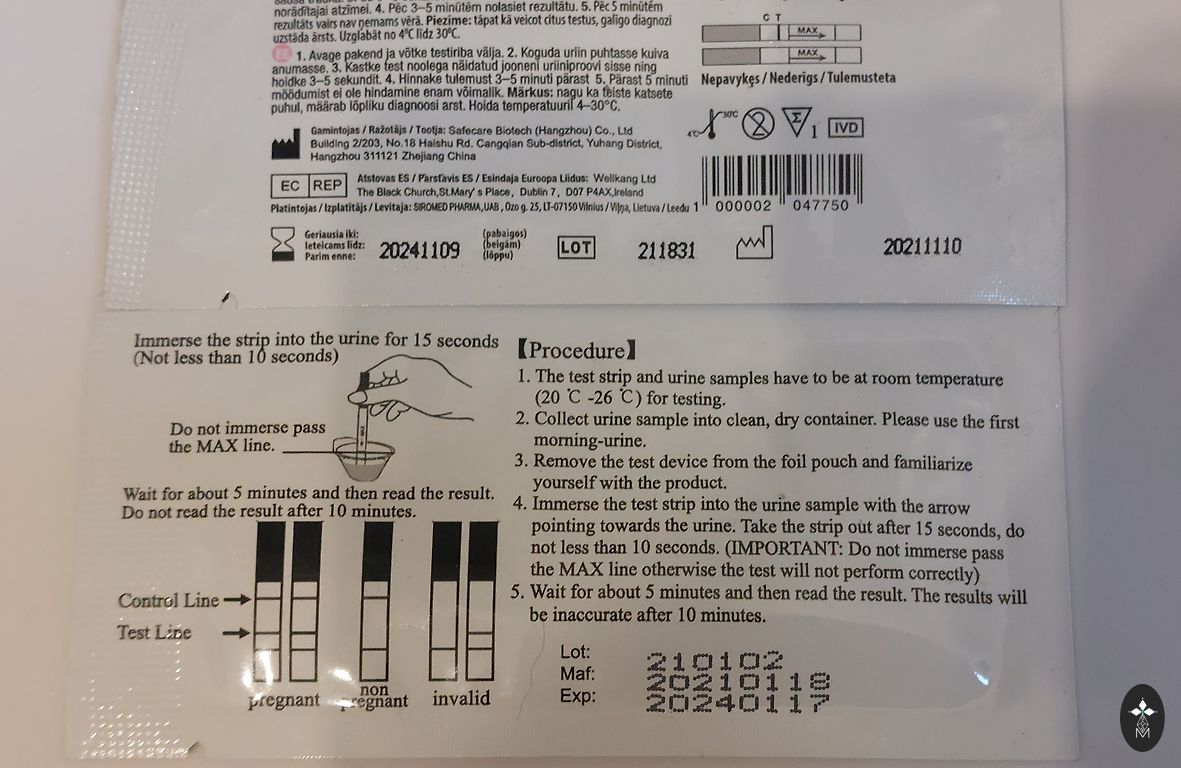 norādītajai atzīmei. 4. Pēc 3–5 minūtēm nolasiet rezultātu. 5. Pēc 5 minūtēm
rezultāts vairs nav ņemams vērā. Piezīme: tāpat kā veicot citus testus, galīgo diagnozi
uzstāda ārsts. Uzglabāt no 4°C līdz 30°C.
EE 1. Avage pakend ja võtke testiriba välja. 2. Koguda uriin puhtasse kuiva
anumasse. 3. Kastke test noolega näidatud jooneni uriiniproovi sisse ning
hoidke 3–5 sekundit. 4. Hinnake tulemust 3–5 minuti pärast 5. Pärast 5 minuti
möödumist ei ole hindamine enam võimalik. Märkus: nagu ka teiste katsete
puhul, määrab lõpliku diagnoosi arst. Hoida temperatuuril 4–30°C.
C T
MAX
MAX
Nepavykęs / Nederīgs / Tulemusteta
4°C 30°C 2 Σ 1 IVD
Gamintojas / Ražotājs / Tootja: Safecare Biotech (Hangzhou) Co., Ltd
Building 2/203, No.18 Haishu Rd. Cangqian Sub-district, Yuhang District,
Hangzhou 311121 Zhejiang China
EC REP
Atstovas ES / Pārstāvis ES / Esindaja Euroopa Liidus: Wellkang Ltd
The Black Church,St.Mary's Place, Dublin 7, D07 P4AX,Ireland
Platintojas / Izplatītājs / Levitaja: SIROMED PHARMA,UAB , Ozo g. 25, LT-07150 Vilnius / Viļņa, Lietuva / Leedu
1 000002 047750
Geriausia iki:
Ieteicams līdz:
Parim enne:
20241109
(pabaigos)
(beigām)
(lõppu)
LOT 211831
20211110
Immerse the strip into the urine for 15 seconds
(Not less than 10 seconds)
Do not immerse pass
the MAX line.
Wait for about 5 minutes and then read the result.
Do not read the result after 10 minutes.
Control Line
Test Line
pregnant
non
pregnant
invalid
【Procedure】
1. The test strip and urine samples have to be at room temperature
(20 ℃ -26 ℃) for testing.
2. Collect urine sample into clean, dry container. Please use the first
morning-urine.
3. Remove the test device from the foil pouch and familiarize
yourself with the product.
4. Immerse the test strip into the urine sample with the arrow
pointing towards the urine. Take the strip out after 15 seconds, do
not less than 10 seconds. (IMPORTANT: Do not immerse pass
the MAX line otherwise the test will not perform correctly)
5. Wait for about 5 minutes and then read the result. The results will
be inaccurate after 10 minutes.
Lot: 210102
Maf: 20210118
Exp: 20240117
M